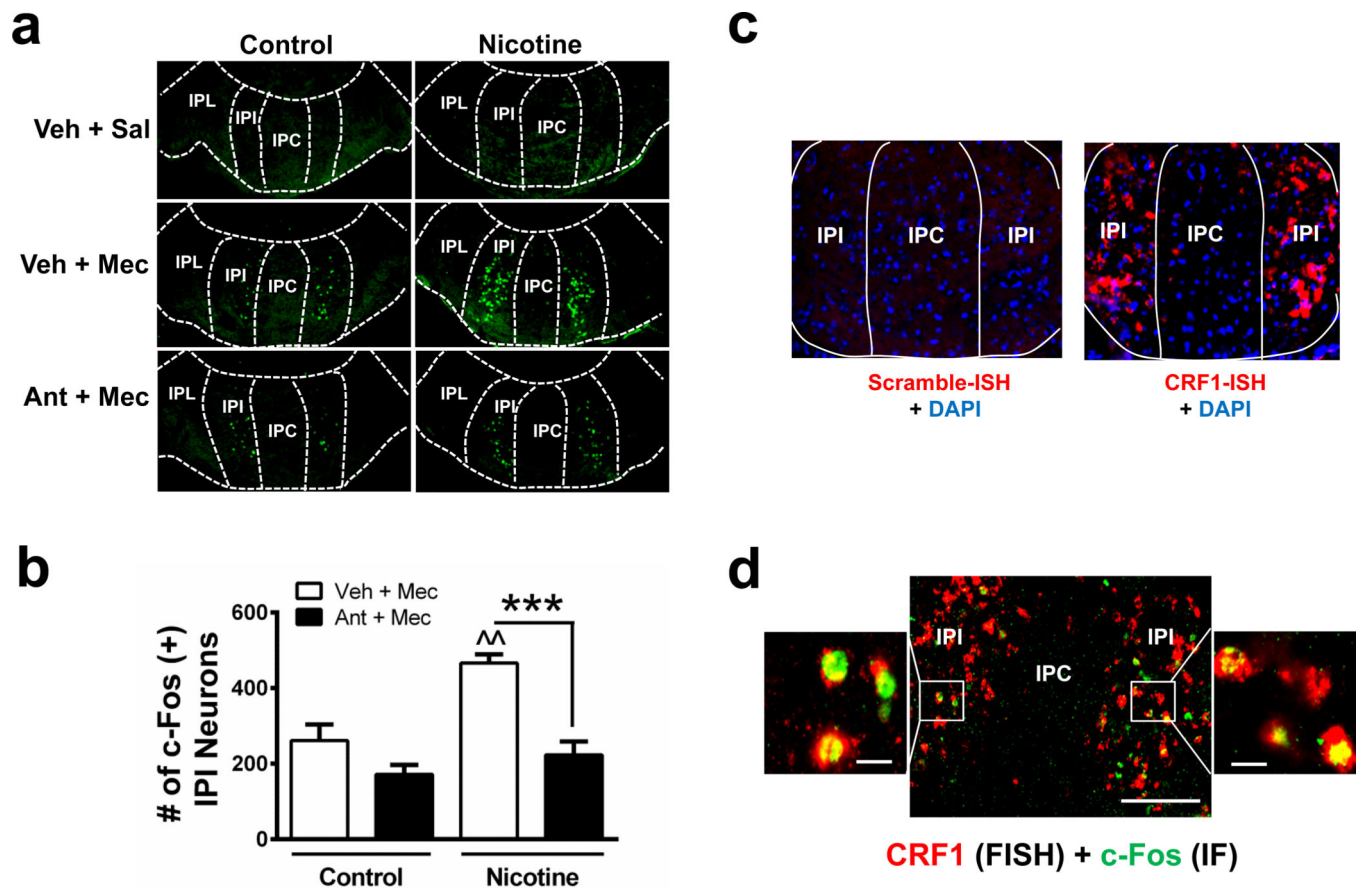 a
Control Nicotine
Veh + Sal
IPL IPI IPC
IPL IPI IPC
Veh + Mec
IPL IPI IPC
IPL IPI IPC
Ant + Mec
IPL IPI IPC
IPL IPI IPC
b
# of c-Fos (+)
IPI Neurons
600
400
200
0
Veh + Mec
Ant + Mec
^^
***
Control Nicotine
c
IPI IPC IPI
IPI IPC IPI
Scramble-ISH
+ DAPI
CRF1-ISH
+ DAPI
d
IPI IPC IPI
CRF1 (FISH) + c-Fos (IF)